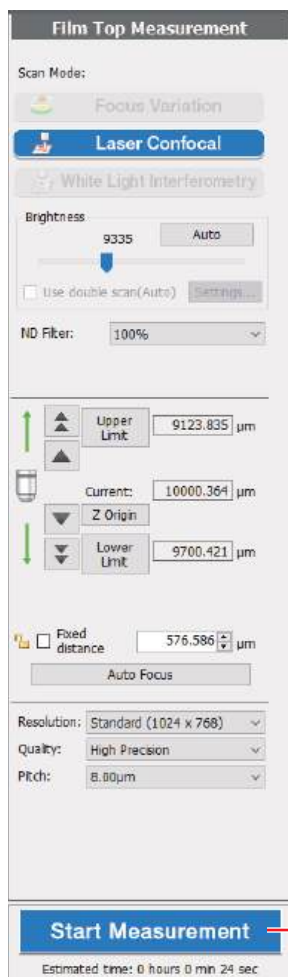 Film Top Measurement
Scan Mode:
Focus Variation
Laser Confocal
White Light Interferometry
Brightness
9335 Auto
Use double scan(Auto) Settings...
ND Filter: 100%
Upper Limit 9123.835 µm
Current: 10000.364 µm
Z Origin
Lower Limit 9700.421 µm
Fixed distance 576.586 µm
Auto Focus
Resolution: Standard (1024 x 768)
Quality: High Precision
Pitch: 8.00µm
Start Measurement
Estimated time: 0 hours 0 min 24 sec